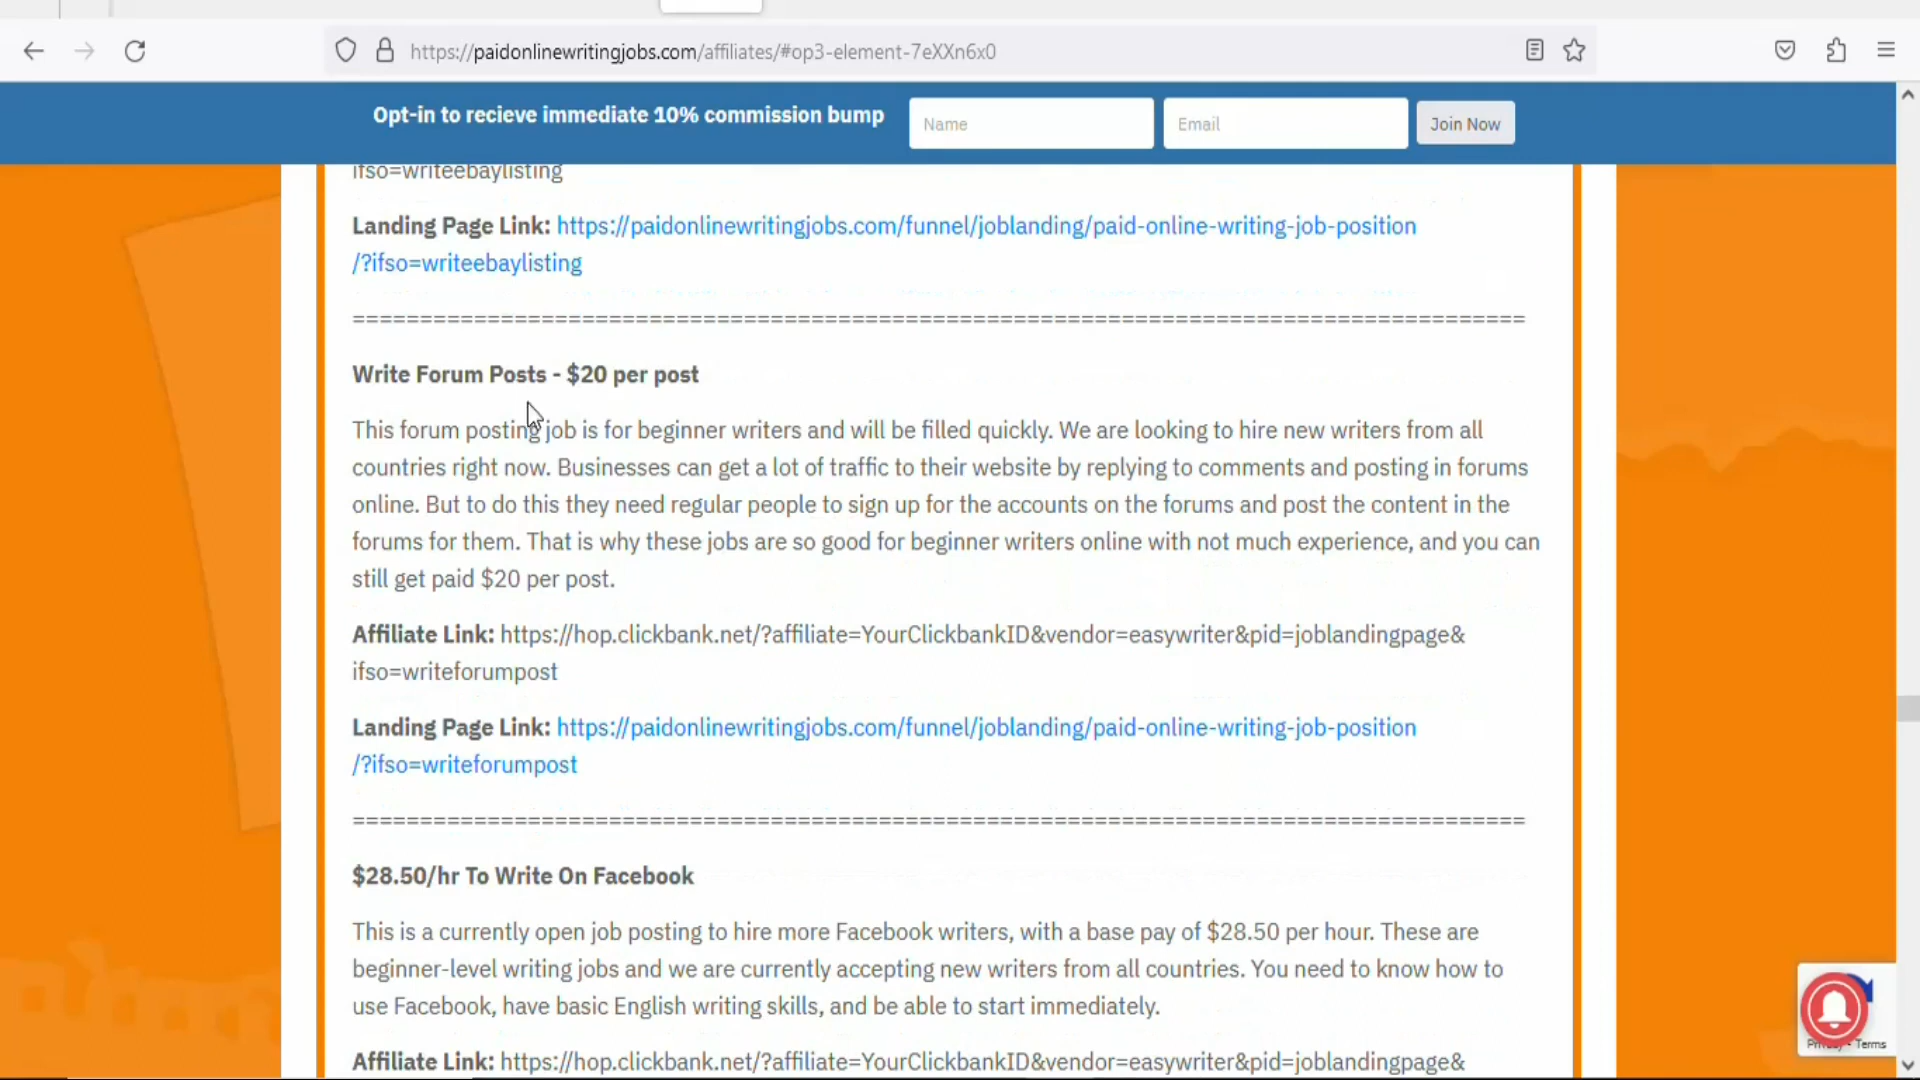 https://paidonlinewritingjobs.com/affiliates/#op3-element-7eXXn6x0
Opt-in to recieve immediate 10% commission bump
Name
Email
Join Now
ifso=writeebaylisting
Landing Page Link: https://paidonlinewritingjobs.com/funnel/joblanding/paid-online-writing-job-position
/?ifso=writeebaylisting
=======================================================================================
Write Forum Posts - $20 per post
This forum posting job is for beginner writers and will be filled quickly. We are looking to hire new writers from all
countries right now. Businesses can get a lot of traffic to their website by replying to comments and posting in forums
online. But to do this they need regular people to sign up for the accounts on the forums and post the content in the
forums for them. That is why these jobs are so good for beginner writers online with not much experience, and you can
still get paid $20 per post.
Affiliate Link: https://hop.clickbank.net/?affiliate=YourClickbankID&vendor=easywriter&pid=joblandingpage&
ifso=writeforumpost
Landing Page Link: https://paidonlinewritingjobs.com/funnel/joblanding/paid-online-writing-job-position
/?ifso=writeforumpost
=======================================================================================
$28.50/hr To Write On Facebook
This is a currently open job posting to hire more Facebook writers, with a base pay of $28.50 per hour. These are
beginner-level writing jobs and we are currently accepting new writers from all countries. You need to know how to
use Facebook, have basic English writing skills, and be able to start immediately.
Affiliate Link: https://hop.clickbank.net/?affiliate=YourClickbankID&vendor=easywriter&pid=joblandingpage&
Terms